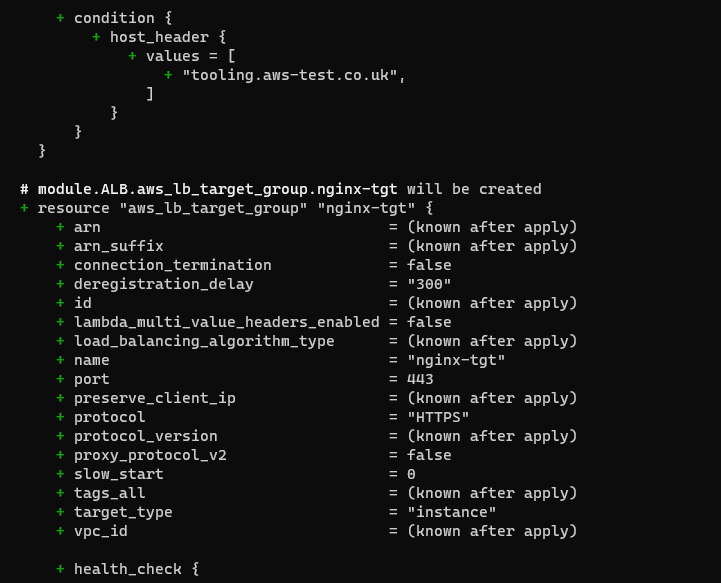 + condition {
+ host_header {
+ values = [
+ "tooling.aws-test.co.uk",
]
}
}
}
# module.ALB.aws_lb_target_group.nginx-tgt will be created
+ resource "aws_lb_target_group" "nginx-tgt" {
+ arn = (known after apply)
+ arn_suffix = (known after apply)
+ connection_termination = false
+ deregistration_delay = "300"
+ id = (known after apply)
+ lambda_multi_value_headers_enabled = false
+ load_balancing_algorithm_type = (known after apply)
+ name = "nginx-tgt"
+ port = 443
+ preserve_client_ip = (known after apply)
+ protocol = "HTTPS"
+ protocol_version = (known after apply)
+ proxy_protocol_v2 = false
+ slow_start = 0
+ tags_all = (known after apply)
+ target_type = "instance"
+ vpc_id = (known after apply)
+ health_check {